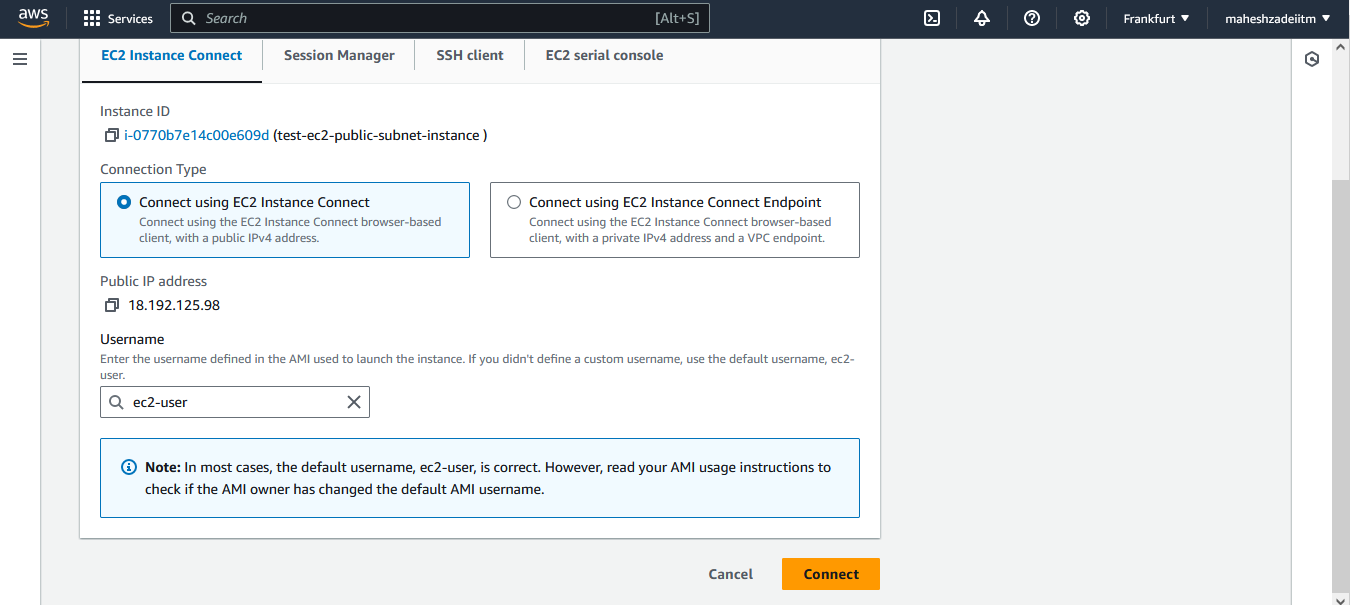 aws
Services
Search
[Alt+S]
Frankfurt
maheshzadeiitm
EC2 Instance Connect
Session Manager
SSH client
EC2 serial console
Instance ID
i-0770b7e14c00e609d (test-ec2-public-subnet-instance )
Connection Type
Connect using EC2 Instance Connect
Connect using the EC2 Instance Connect browser-based
client, with a public IPv4 address.
Connect using EC2 Instance Connect Endpoint
Connect using the EC2 Instance Connect browser-based
client, with a private IPv4 address and a VPC endpoint.
Public IP address
18.192.125.98
Username
Enter the username defined in the AMI used to launch the instance. If you didn't define a custom username, use the default username, ec2-
user.
ec2-user
Note: In most cases, the default username, ec2-user, is correct. However, read your AMI usage instructions to
check if the AMI owner has changed the default AMI username.
Cancel
Connect